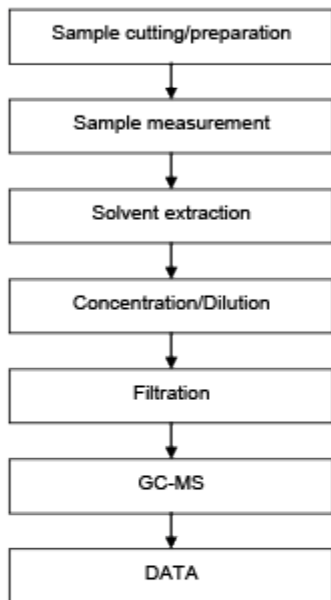 Sample cutting/preparation
Sample measurement
Solvent extraction
Concentration/Dilution
Filtration
GC-MS
DATA